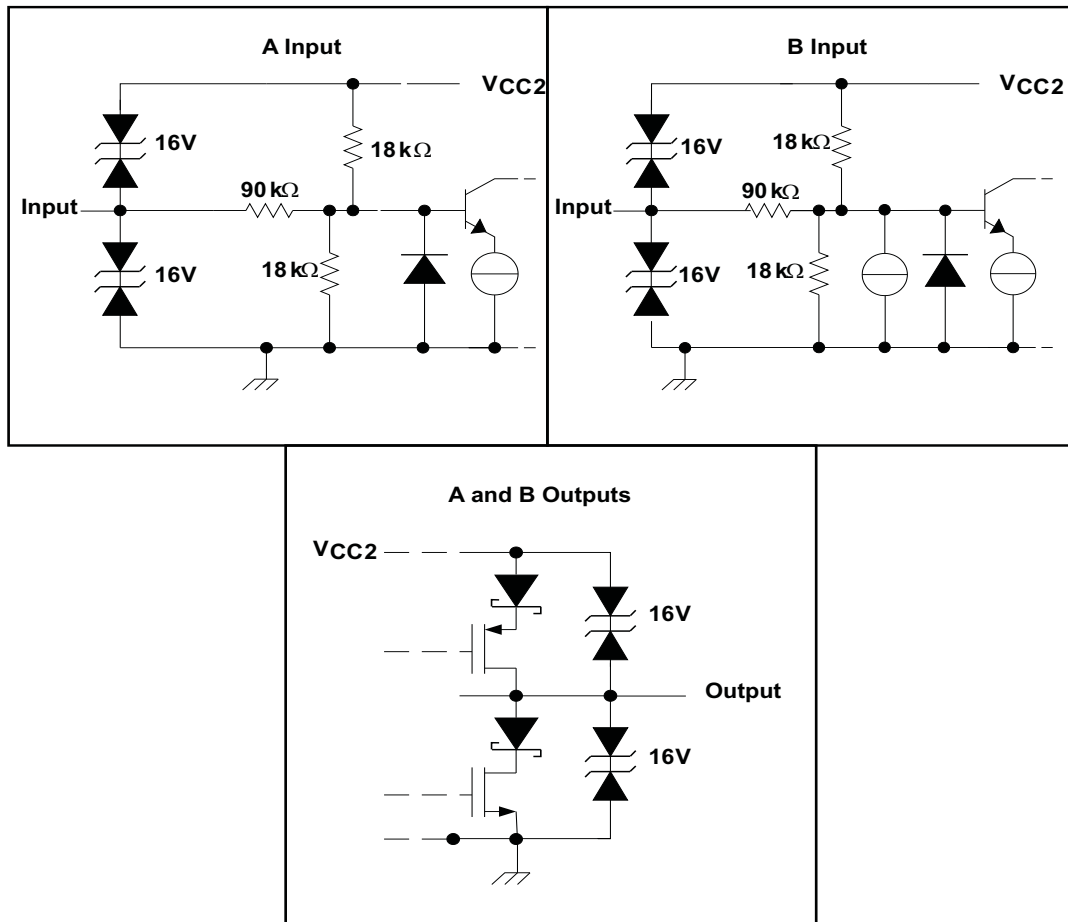 A Input
VCC2
16V
18 kΩ
90 kΩ
Input
16V
18 kΩ
B Input
VCC2
16V
18 kΩ
90 kΩ
Input
16V
18 kΩ
A and B Outputs
VCC2
16V
Output
16V